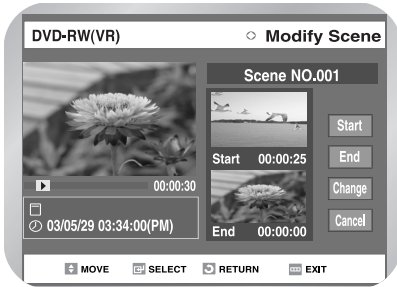 DVD-RW(VR) Modify Scene
Scene NO.001
Start 00:00:25
00:00:30
03/05/29 03:34:00(PM)
End 00:00:00
Start
End
Change
Cancel
MOVE SELECT RETURN EXIT